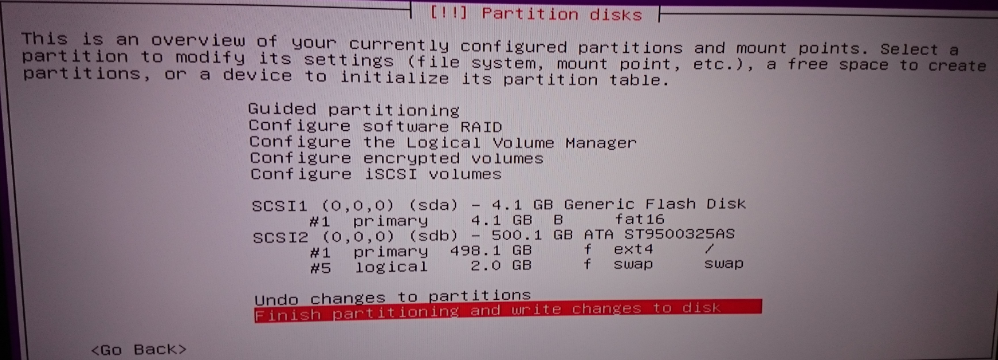 [!!] Partition disks
This is an overview of your currently configured partitions and mount points. Select a
partition to modify its settings (file system, mount point, etc.), a free space to create
partitions, or a device to initialize its partition table.
Guided partitioning
Configure software RAID
Configure the Logical Volume Manager
Configure encrypted volumes
Configure iSCSI volumes
SCSI1 (0,0,0) (sda) - 4.1 GB Generic Flash Disk
#1 primary 4.1 GB B fat16
SCSI2 (0,0,0) (sdb) - 500.1 GB ATA ST9500325AS
#1 primary 498.1 GB f ext4 /
#5 logical 2.0 GB f swap swap
Undo changes to partitions
Finish partitioning and write changes to disk
<Go Back>